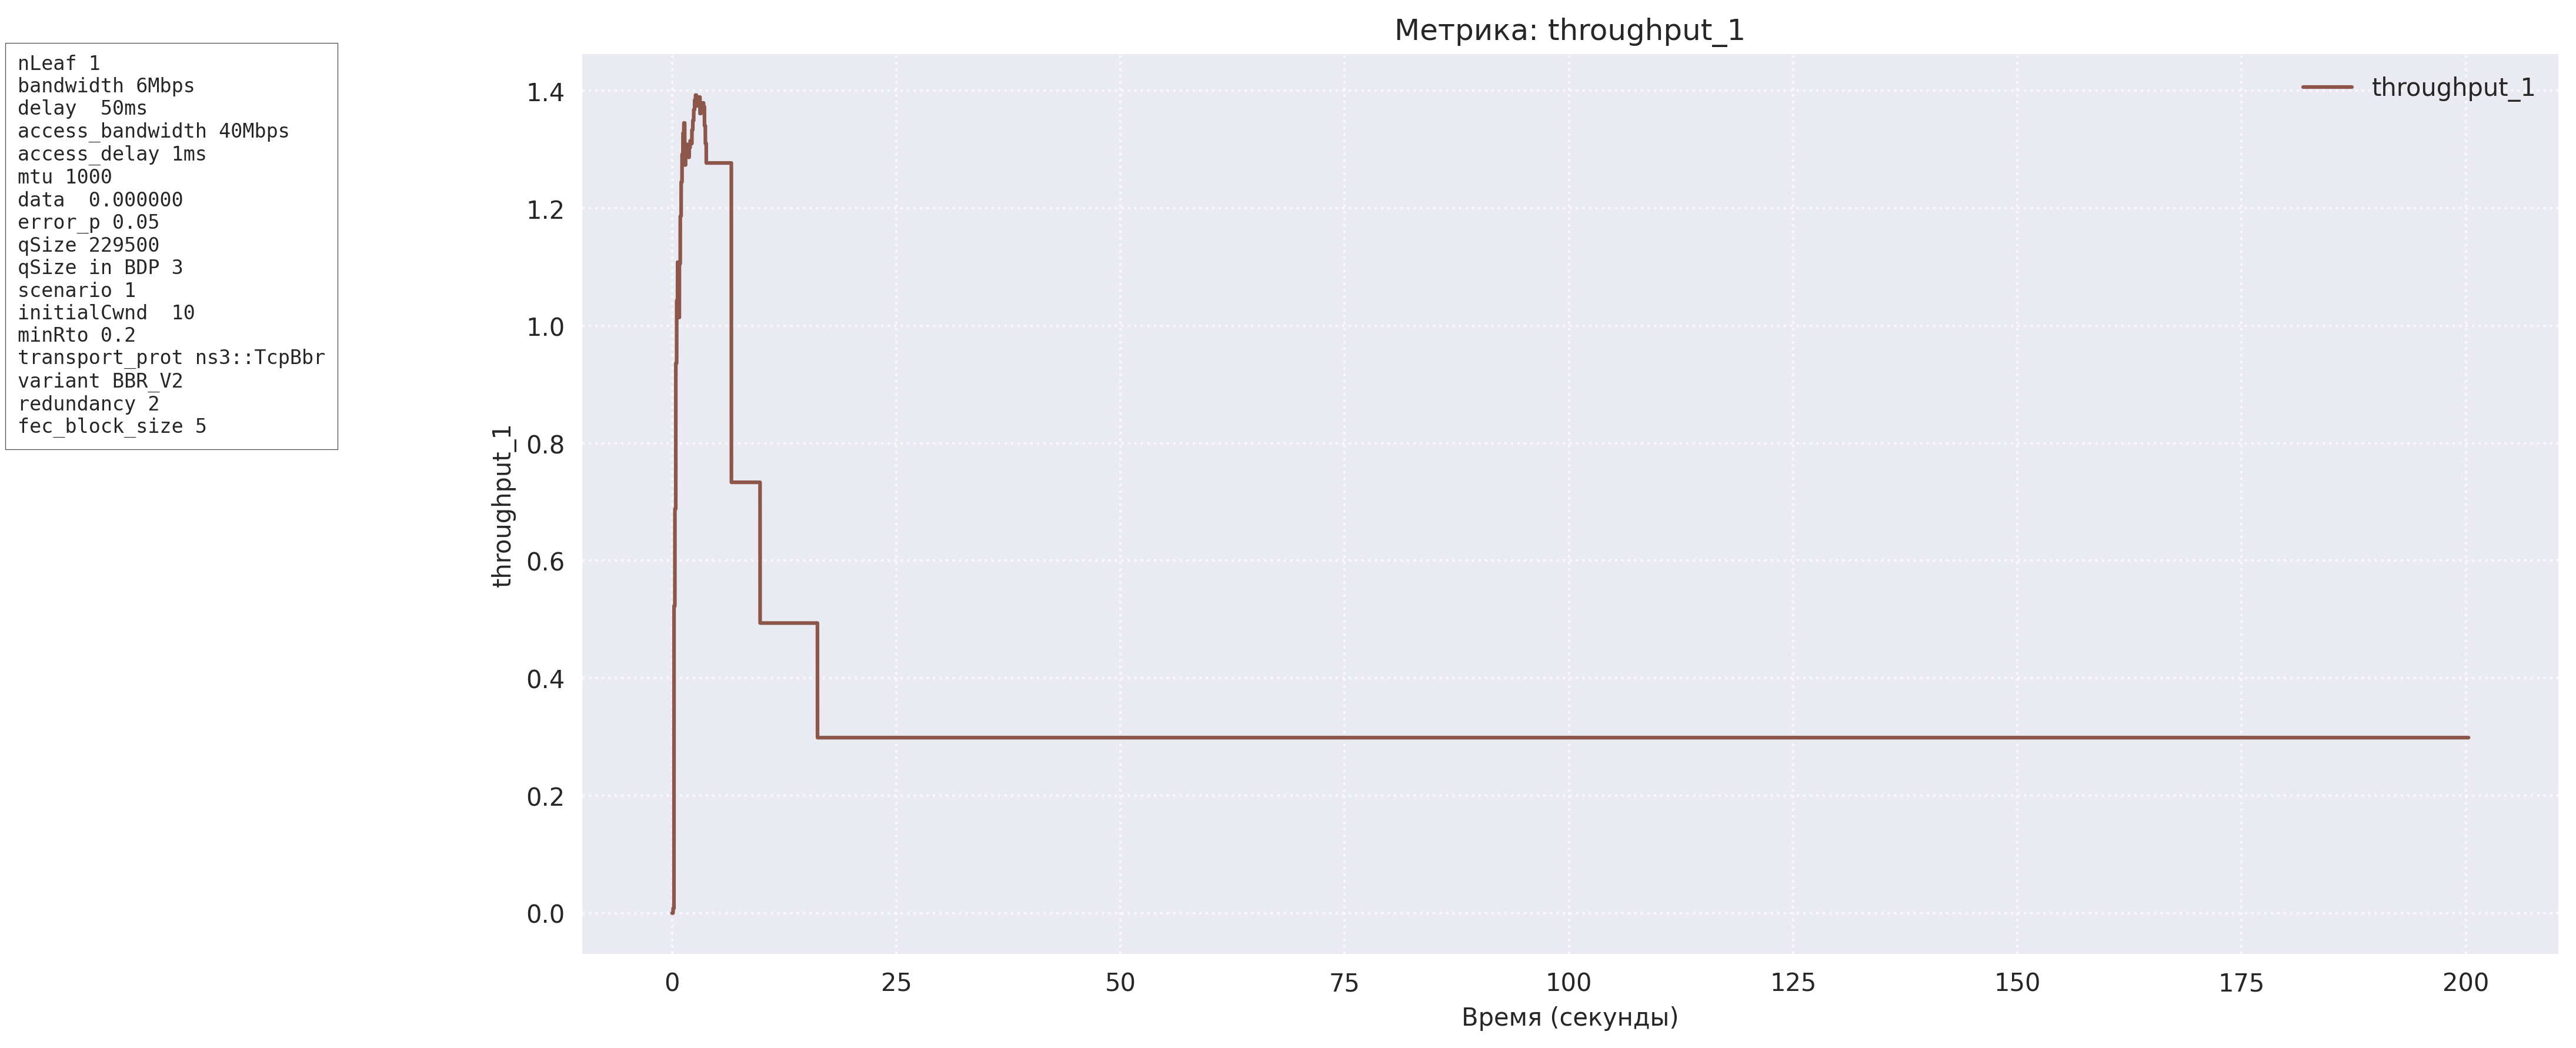 Метрика: throughput_1
nLeaf 1
bandwidth 6Mbps
delay  50ms
access_bandwidth 40Mbps
access_delay 1ms
mtu 1000
data  0.000000
error_p 0.05
qSize 229500
qSize in BDP 3
scenario 1
initialCwnd  10
minRto 0.2
transport_prot ns3::TcpBbr
variant BBR_V2
redundancy 2
fec_block_size 5
throughput_1
throughput_1
1.4
1.2
1.0
0.8
0.6
0.4
0.2
0.0
0 25 50 75 100 125 150 175 200
Время (секунды)